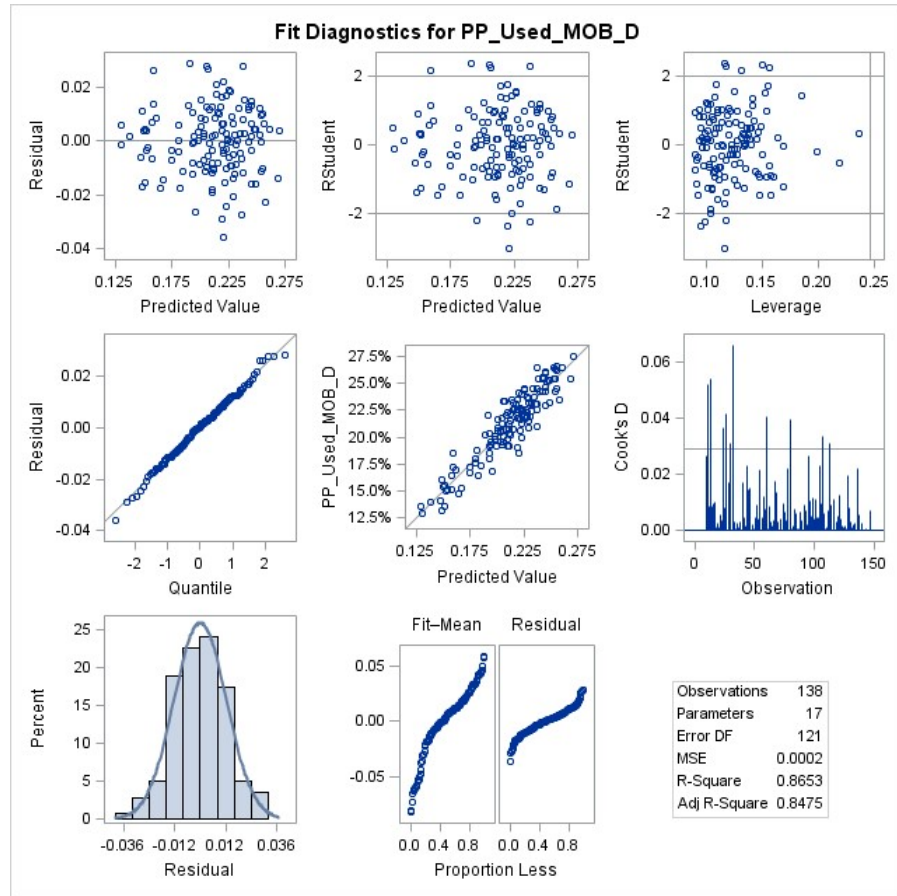 Fit Diagnostics for PP_Used_MOB_D
Residual
0.02
0.00
-0.02
-0.04
0.125 0.175 0.225 0.275
Predicted Value
RStudent
2
0
-2
0.125 0.175 0.225 0.275
Predicted Value
RStudent
2
0
-2
0.10 0.15 0.20 0.25
Leverage
Residual
0.02
0.00
-0.02
-0.04
-2 -1 0 1 2
Quantile
PP_Used_MOB_D
27.5%
25.0%
22.5%
20.0%
17.5%
15.0%
12.5%
0.125 0.175 0.225 0.275
Predicted Value
Cook's D
0.06
0.04
0.02
0.00
0 50 100 150
Observation
Percent
25
20
15
10
5
0
-0.036 -0.012 0.012 0.036
Residual
Fit–Mean Residual
0.05
0.00
-0.05
0.0 0.4 0.8 0.0 0.4 0.8
Proportion Less
Observations 138
Parameters 17
Error DF 121
MSE 0.0002
R-Square 0.8653
Adj R-Square 0.8475